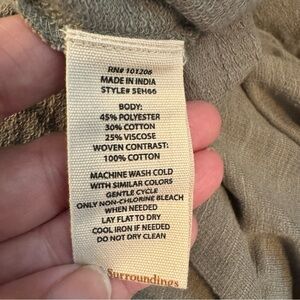 RN# 101206
MADE IN INDIA
STYLE# 5EH66
BODY:
45% POLYESTER
30% COTTON
25% VISCOSE
WOVEN CONTRAST:
100% COTTON
MACHINE WASH COLD
WITH SIMILAR COLORS
GENTLE CYCLE
ONLY NON-CHLORINE BLEACH
WHEN NEEDED
LAY FLAT TO DRY
COOL IRON IF NEEDED
DO NOT DRY CLEAN
Surroundings